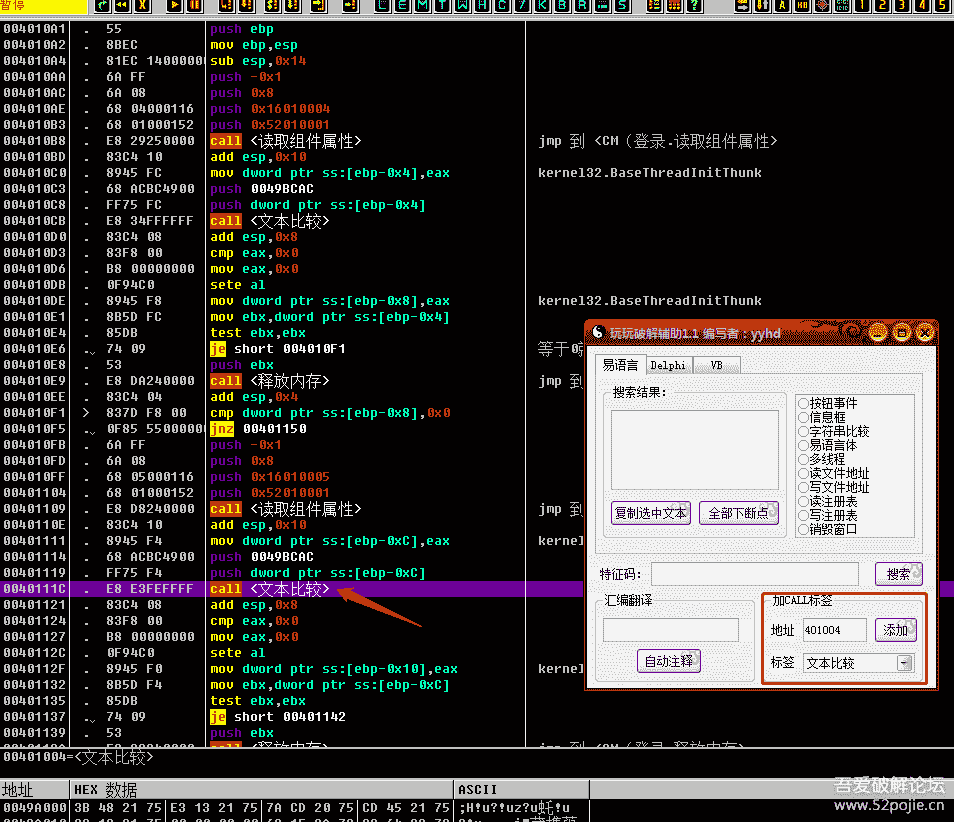 暂停
L E M T W H C / K B R ... S
004010A1 . 55 push ebp
004010A2 . 8BEC mov ebp,esp
004010A4 . 81EC 14000000 sub esp,0x14
004010AA . 6A FF push -0x1
004010AC . 6A 08 push 0x8
004010AE . 68 04000116 push 0x16010004
004010B3 . 68 01000152 push 0x52010001
004010B8 . E8 29250000 call <读取组件属性> jmp 到 <CM（登录.读取组件属性>
004010BD . 83C4 10 add esp,0x10
004010C0 . 8945 FC mov dword ptr ss:[ebp-0x4],eax kernel32.BaseThreadInitThunk
004010C3 . 68 ACBC4900 push 0049BCAC
004010C8 . FF75 FC push dword ptr ss:[ebp-0x4]
004010CB . E8 34FFFFFF call <文本比较>
004010D0 . 83C4 08 add esp,0x8
004010D3 . 83F8 00 cmp eax,0x0
004010D6 . B8 00000000 mov eax,0x0
004010DB . 0F94C0 sete al
004010DE . 8945 F8 mov dword ptr ss:[ebp-0x8],eax kernel32.BaseThreadInitThunk
004010E1 . 8B5D FC mov ebx,dword ptr ss:[ebp-0x4]
004010E4 . 85DB test ebx,ebx
004010E6 . 74 09 je short 004010F1 等于0
004010E8 . 53 push ebx
004010E9 . E8 DA240000 call <释放内存> jmp 到
004010EE . 83C4 04 add esp,0x4
004010F1 > 837D F8 00 cmp dword ptr ss:[ebp-0x8],0x0
004010F5 . 0F85 55000000 jnz 00401150
004010FB . 6A FF push -0x1
004010FD . 6A 08 push 0x8
004010FF . 68 05000116 push 0x16010005
00401104 . 68 01000152 push 0x52010001
00401109 . E8 D8240000 call <读取组件属性> jmp 到
0040110E . 83C4 10 add esp,0x10
00401111 . 8945 F4 mov dword ptr ss:[ebp-0xC],eax kernel
00401114 . 68 ACBC4900 push 0049BCAC
00401119 . FF75 F4 push dword ptr ss:[ebp-0xC]
0040111C . E8 E3FEFFFF call <文本比较>
00401121 . 83C4 08 add esp,0x8
00401124 . 83F8 00 cmp eax,0x0
00401127 . B8 00000000 mov eax,0x0
0040112C . 0F94C0 sete al
0040112F . 8945 F0 mov dword ptr ss:[ebp-0x10],eax kernel
00401132 . 8B5D F4 mov ebx,dword ptr ss:[ebp-0xC]
00401135 . 85DB test ebx,ebx
00401137 . 74 09 je short 00401142
00401139 . 53 push ebx
call <释放内存> jmp 到 <CM（登录.释放内存>
00401004=<文本比较>
地址 HEX 数据 ASCII
0049A000 3B 48 21 75 E3 13 21 75 7A CD 20 75 CD 45 21 75
玩玩破解辅助1.1 编写者：yyhd
易语言 Delphi VB
搜索结果：
复制选中文本 全部下断点
按钮事件
信息框
字符串比较
易语言体
多线程
读文件地址
写文件地址
读注册表
写注册表
销毁窗口
特征码： 搜索
汇编翻译
自动注释
加CALL标签
地址 401004 添加
标签 文本比较
吾爱破解论坛
www.52pojie.cn